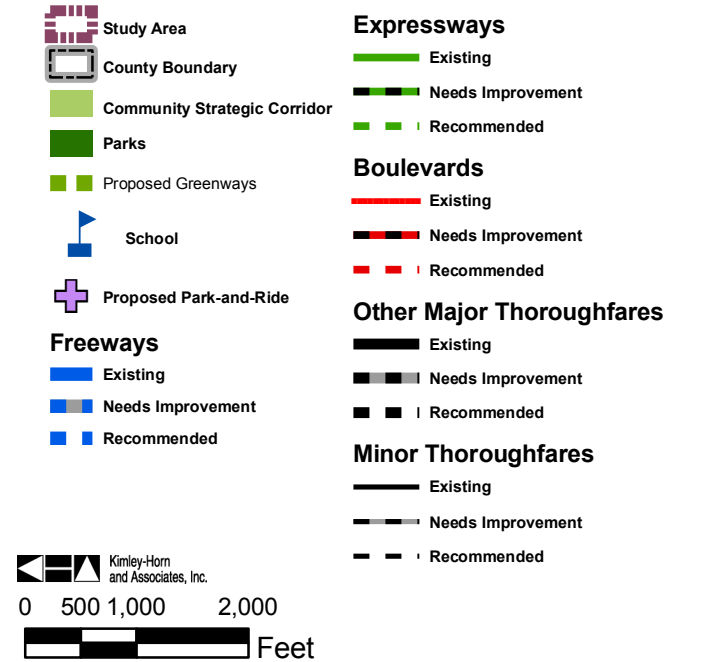 Study Area
County Boundary
Community Strategic Corridor
Parks
Proposed Greenways
School
Proposed Park-and-Ride
Freeways
Existing
Needs Improvement
Recommended
Expressways
Existing
Needs Improvement
Recommended
Boulevards
Existing
Needs Improvement
Recommended
Other Major Thoroughfares
Existing
Needs Improvement
Recommended
Minor Thoroughfares
Existing
Needs Improvement
Recommended
Kimley-Horn
and Associates, Inc.
0 500 1,000 2,000
Feet